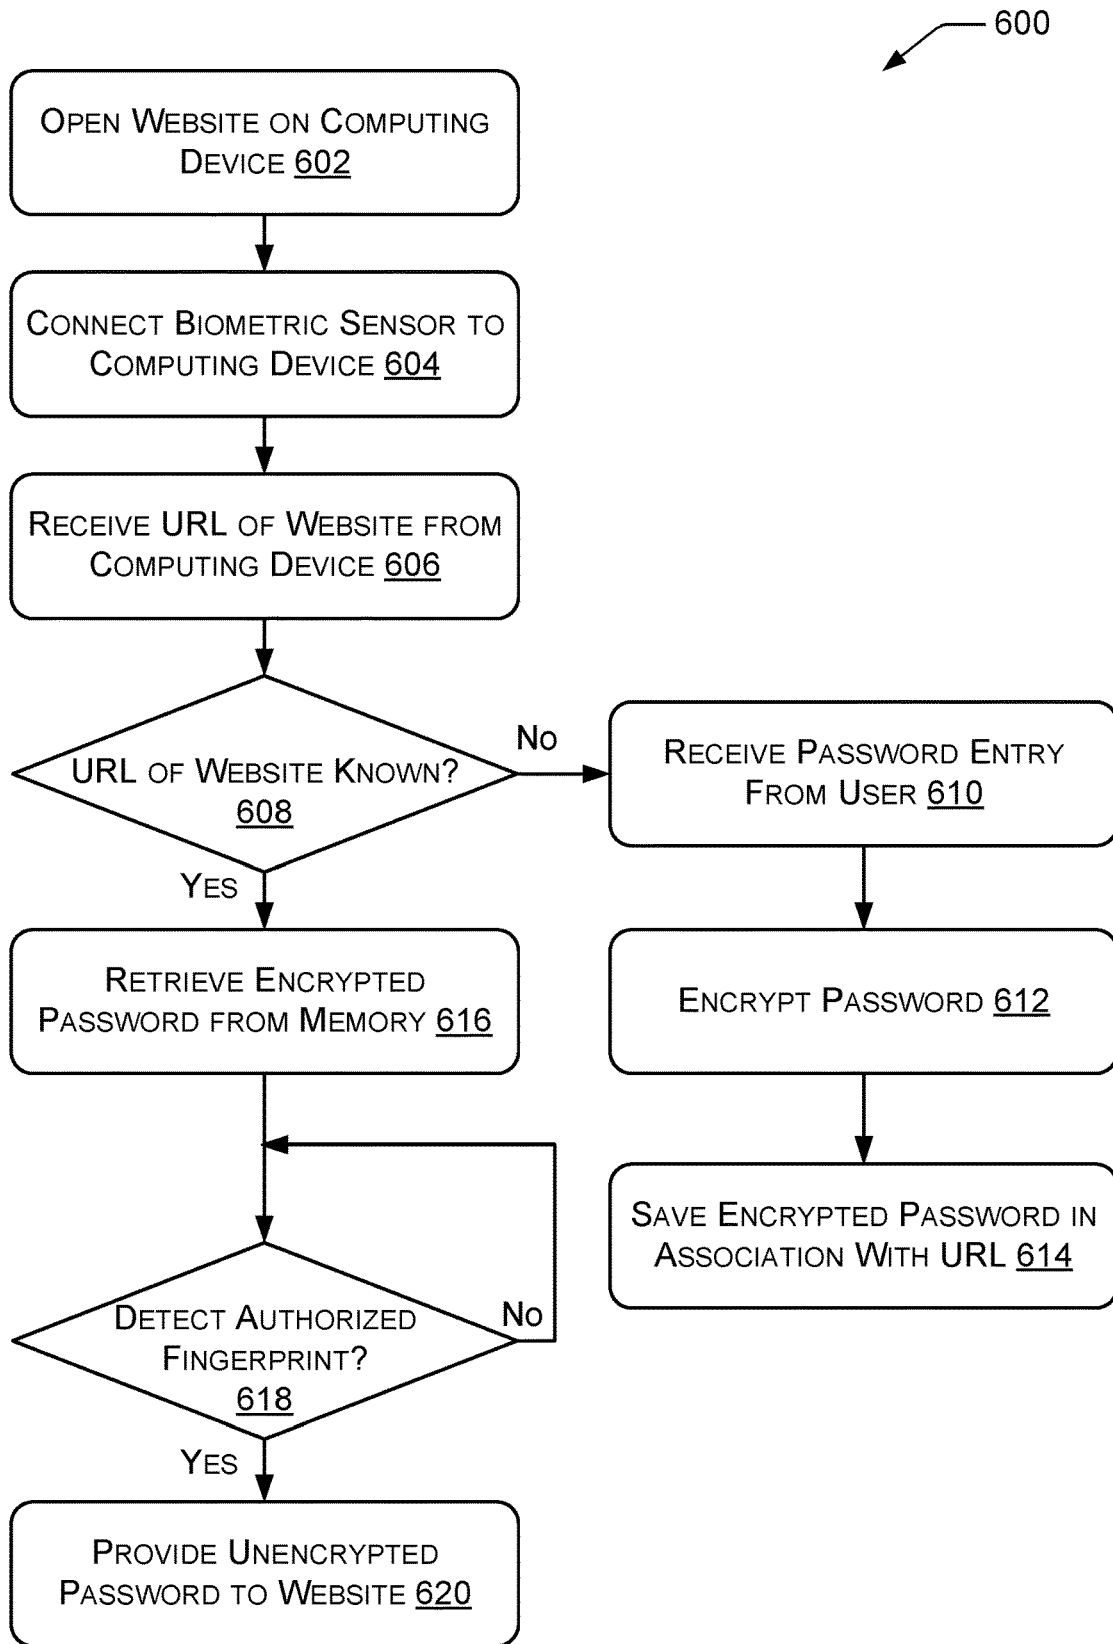 600
OPEN WEBSITE ON COMPUTING
DEVICE 602
CONNECT BIOMETRIC SENSOR TO
COMPUTING DEVICE 604
RECEIVE URL OF WEBSITE FROM
COMPUTING DEVICE 606
URL OF WEBSITE KNOWN?
608
NO
YES
RECEIVE PASSWORD ENTRY
FROM USER 610
ENCRYPT PASSWORD 612
SAVE ENCRYPTED PASSWORD IN
ASSOCIATION WITH URL 614
RETRIEVE ENCRYPTED
PASSWORD FROM MEMORY 616
DETECT AUTHORIZED
FINGERPRINT?
618
NO
YES
PROVIDE UNENCRYPTED
PASSWORD TO WEBSITE 620